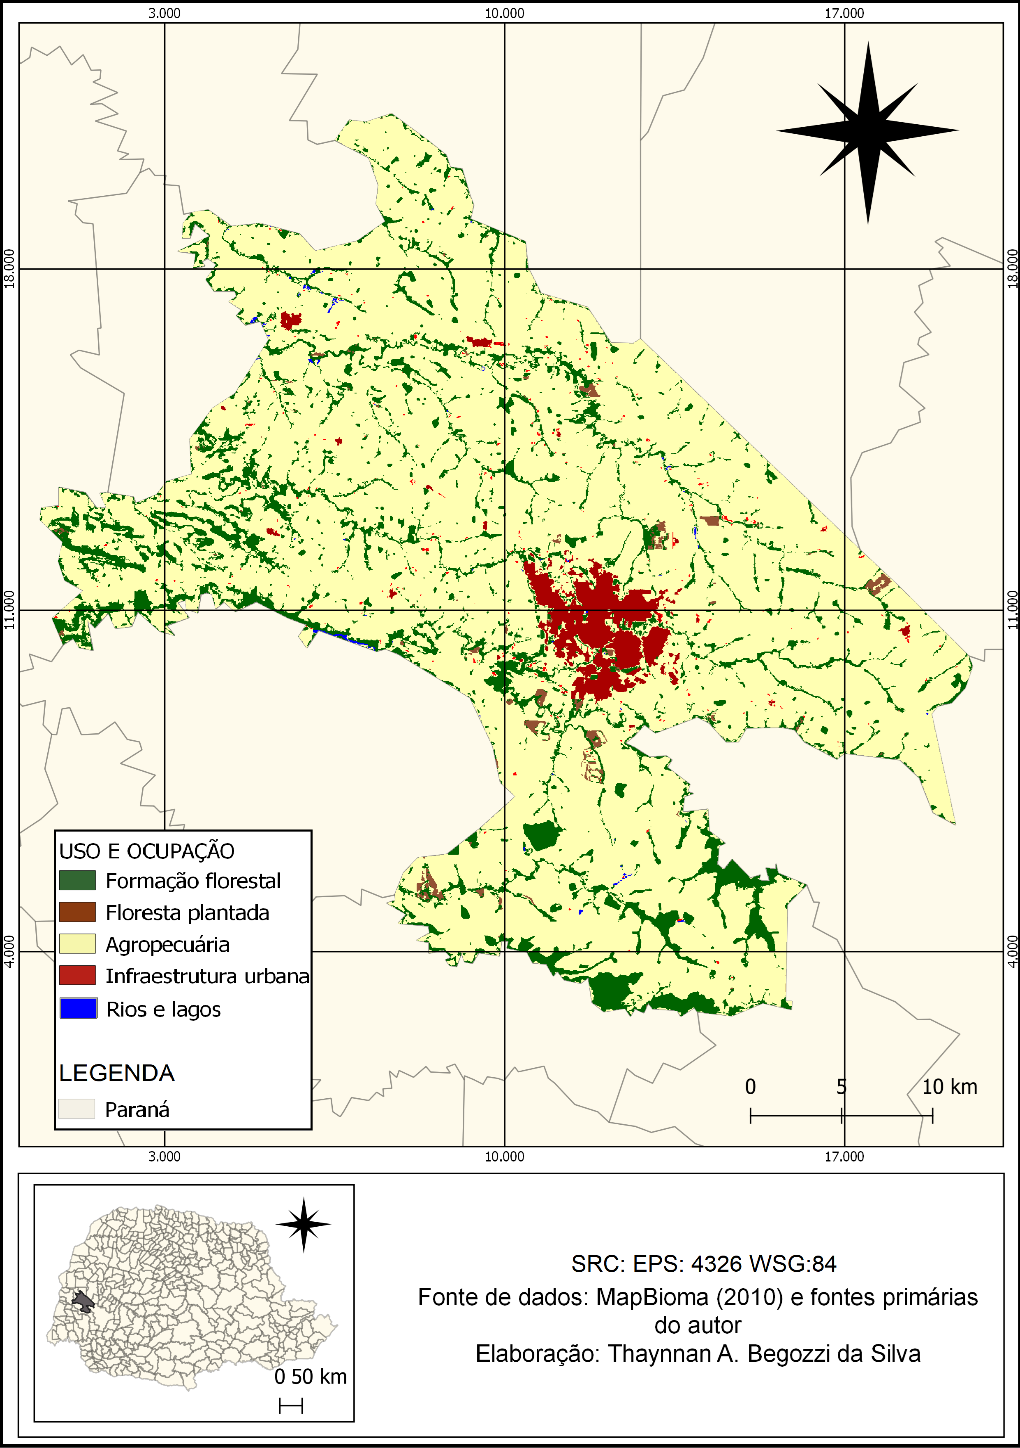 3.000
10.000
17.000
18.000
18.000
11.000
11.000
4.000
4.000
USO E OCUPAÇÃO
Formação florestal
Floresta plantada
Agropecuária
Infraestrutura urbana
Rios e lagos
LEGENDA
Paraná
0 5 10 km
3.000
10.000
17.000
0 50 km
SRC: EPS: 4326 WSG:84
Fonte de dados: MapBioma (2010) e fontes primárias
do autor
Elaboração: Thaynnan A. Begozzi da Silva